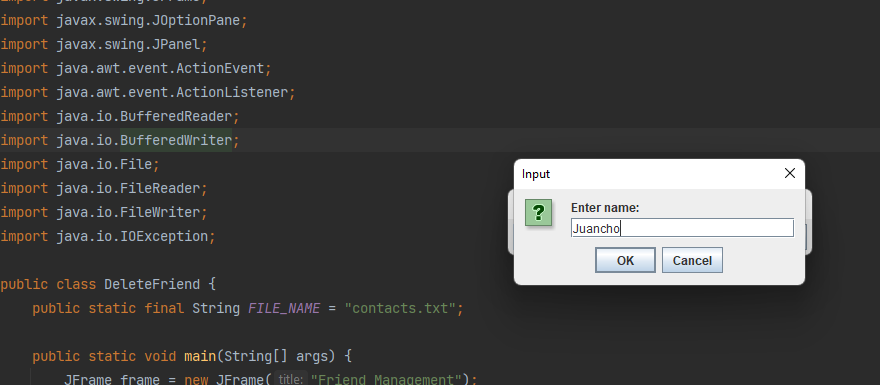 import javax.swing.JFrame;
import javax.swing.JOptionPane;
import javax.swing.JPanel;
import java.awt.event.ActionEvent;
import java.awt.event.ActionListener;
import java.io.BufferedReader;
import java.io.BufferedWriter;
import java.io.File;
import java.io.FileReader;
import java.io.FileWriter;
import java.io.IOException;
public class DeleteFriend {
public static final String FILE_NAME = "contacts.txt";
public static void main(String[] args) {
JFrame frame = new JFrame( title: "Friend Management");
Input
Enter name:
Juancho
OK
Cancel